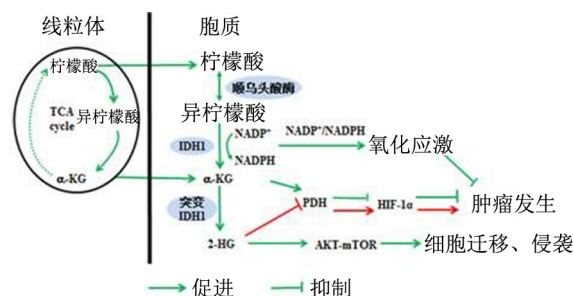 线粒体
胞质
柠檬酸
柠檬酸
顺乌头酸酶
TCA
cycle
异柠檬酸
异柠檬酸
IDH1
NADP⁺
NADPH
NADP⁺/NADPH
氧化应激
α-KG
α-KG
突变
IDH1
PDH
HIF-1α
肿瘤发生
2-HG
AKT-mTOR
细胞迁移、侵袭
促进
抑制